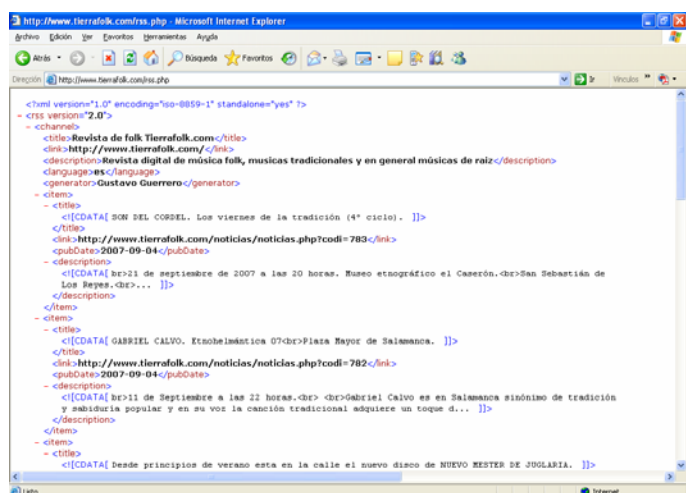 http://www.tierrafolk.com/rss.php - Microsoft Internet Explorer
Archivo Edición Ver Favoritos Herramientas Ayuda
Atrás Búsqueda Favoritos
Dirección http://www.tierrafolk.com/rss.php Ir Vínculos »
<?xml version="1.0" encoding="iso-8859-1" standalone="yes" ?>
- <rss version="2.0">
- <channel>
<title>Revista de folk Tierrafolk.com</title>
<link>http://www.tierrafolk.com/</link>
<description>Revista digital de música folk, musicas tradicionales y en general músicas de raiz</description>
<language>es</language>
<generator>Gustavo Guerrero</generator>
- <item>
- <title>
<![CDATA[ SON DEL CORDEL. Los viernes de la tradición (4º ciclo). ]]>
</title>
<link>http://www.tierrafolk.com/noticias/noticias.php?codi=783</link>
<pubDate>2007-09-04</pubDate>
- <description>
<![CDATA[ br>21 de septiembre de 2007 a las 20 horas. Museo etnográfico el Caserón.<br>San Sebastián de
Los Reyes.<br>... ]]>
</description>
</item>
- <item>
- <title>
<![CDATA[ GABRIEL CALVO. Etnohelmántica 07<br>Plaza Mayor de Salamanca. ]]>
</title>
<link>http://www.tierrafolk.com/noticias/noticias.php?codi=782</link>
<pubDate>2007-09-04</pubDate>
- <description>
<![CDATA[ br>11 de Septiembre a las 22 horas.<br> <br>Gabriel Calvo es en Salamanca sinónimo de tradición
y sabiduría popular y en su voz la canción tradicional adquiere un toque d... ]]>
</description>
</item>
- <item>
- <title>
<![CDATA[ Desde principios de verano esta en la calle el nuevo disco de NUEVO MESTER DE JUGLARIA. ]]>
Listo Internet